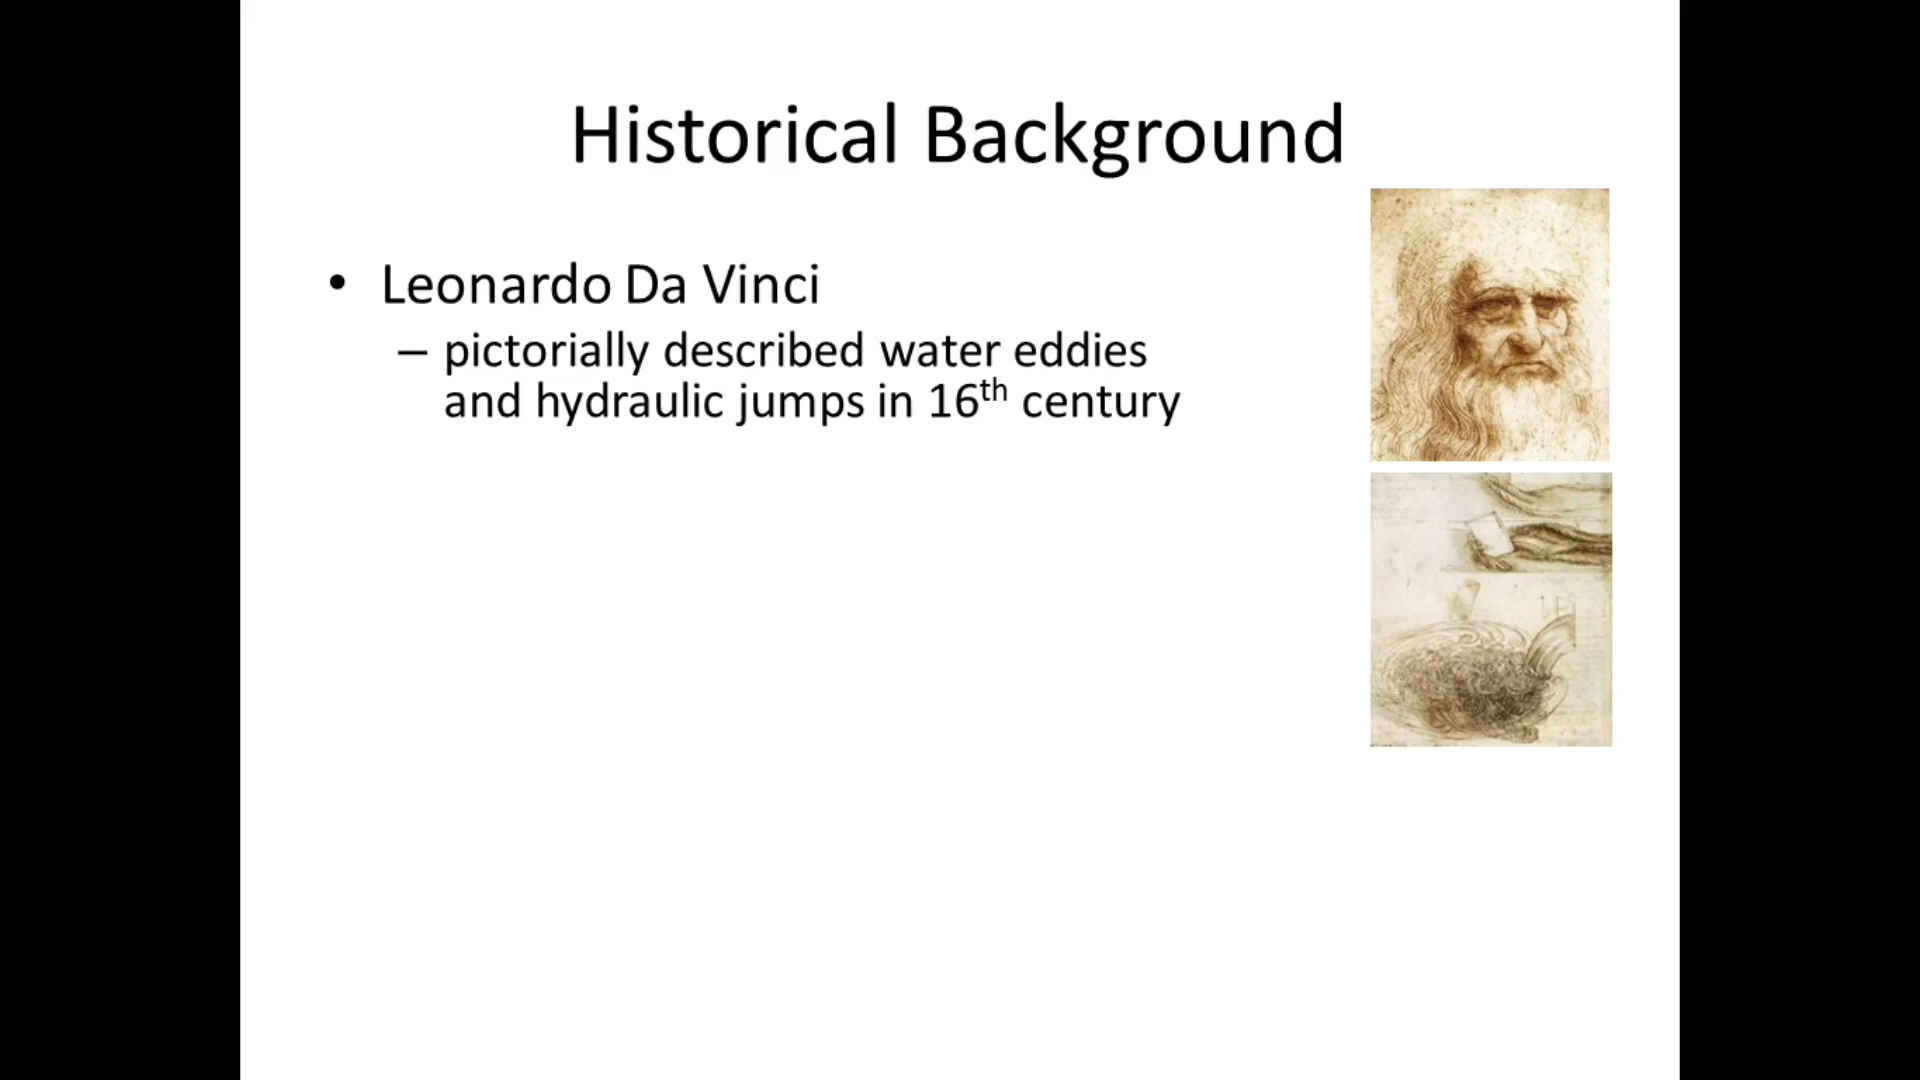 Historical Background
• Leonardo Da Vinci
– pictorially described water eddies
and hydraulic jumps in 16th century